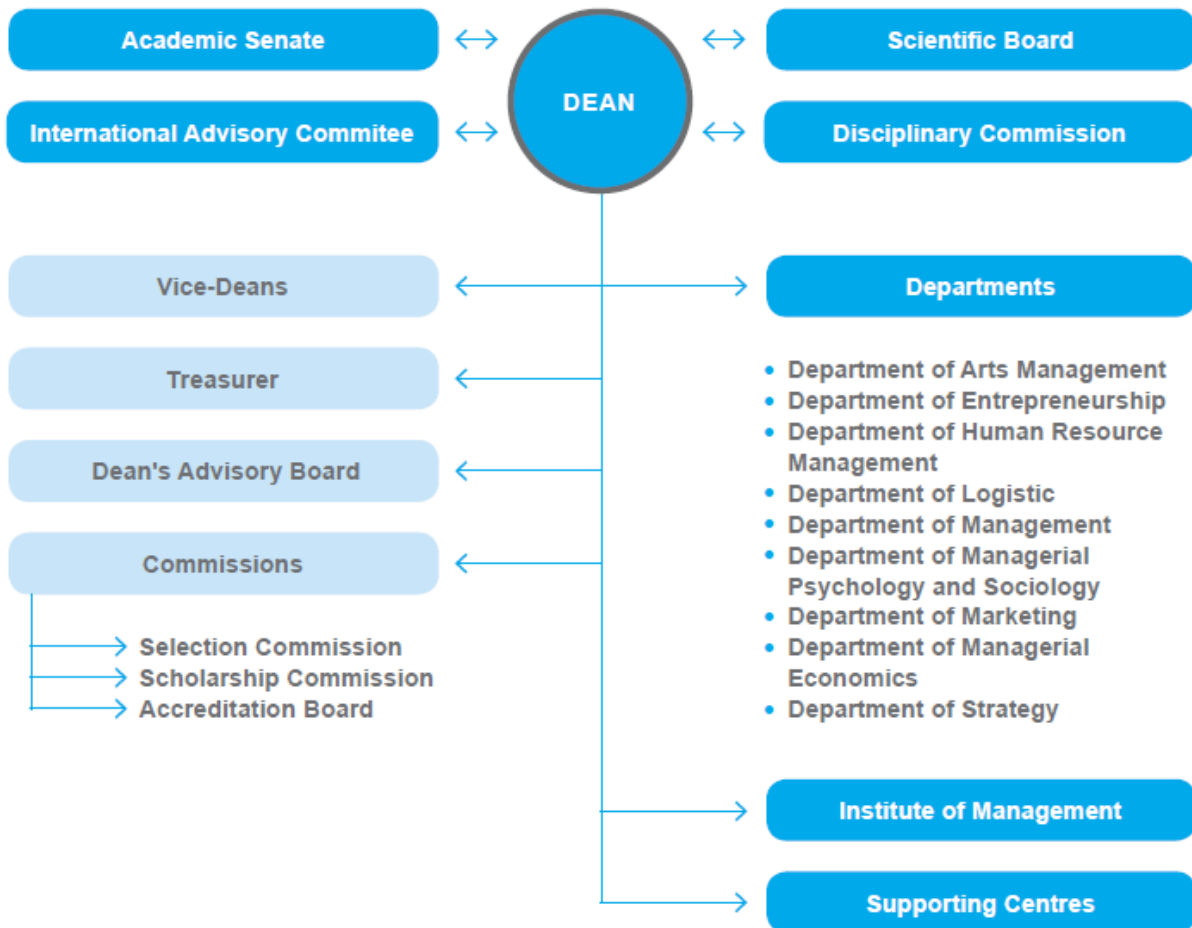 Academic Senate
DEAN
Scientific Board
International Advisory Commitee
Disciplinary Commission
Vice-Deans
Treasurer
Dean's Advisory Board
Commissions
Selection Commission
Scholarship Commission
Accreditation Board
Departments
Department of Arts Management
Department of Entrepreneurship
Department of Human Resource
Management
Department of Logistic
Department of Management
Department of Managerial
Psychology and Sociology
Department of Marketing
Department of Managerial
Economics
Department of Strategy
Institute of Management
Supporting Centres